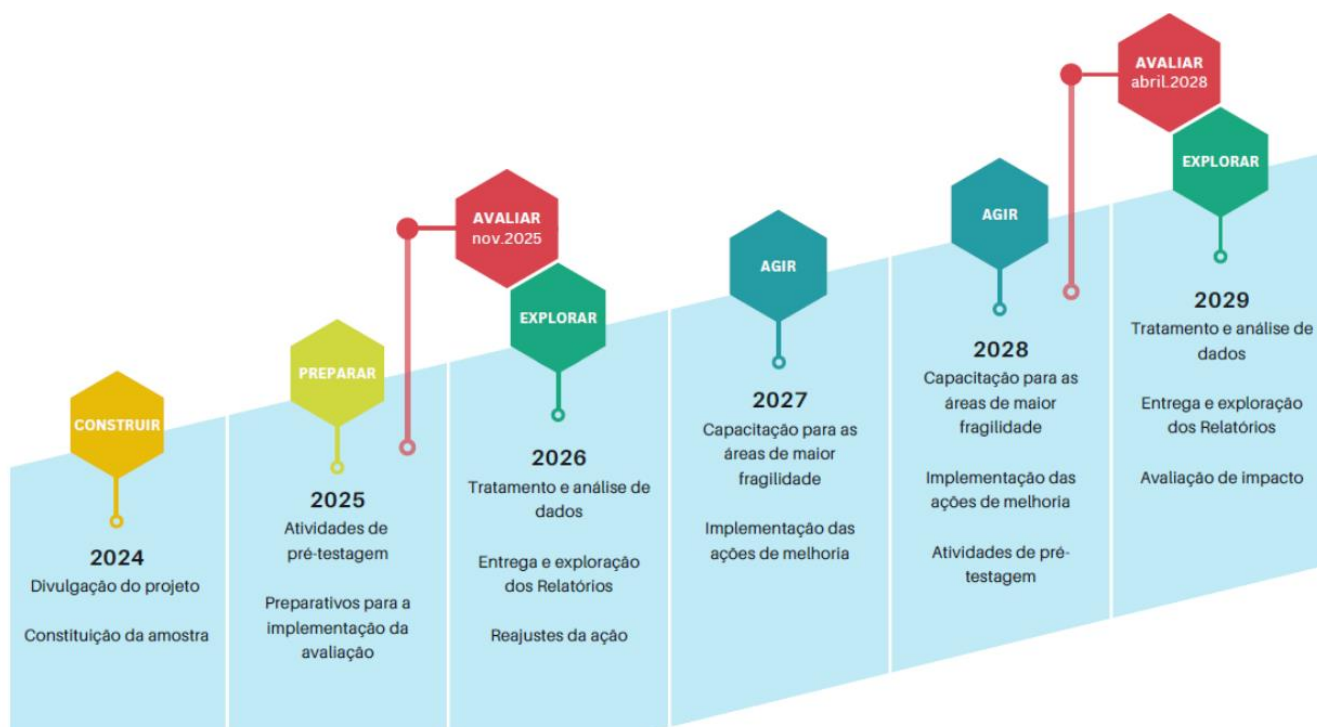 CONSTRUIR
2024
Divulgação do projeto
Constituição da amostra
PREPARAR
2025
Atividades de
pré-testagem
Preparativos para a
implementação da
avaliação
AVALIAR
nov.2025
EXPLORAR
2026
Tratamento e análise de
dados
Entrega e exploração
dos Relatórios
Reajustes da ação
AGIR
2027
Capacitação para as
áreas de maior
fragilidade
Implementação das
ações de melhoria
AGIR
2028
Capacitação para as
áreas de maior
fragilidade
Implementação das
ações de melhoria
Atividades de pré-
testagem
AVALIAR
abril.2028
EXPLORAR
2029
Tratamento e análise de
dados
Entrega e exploração
dos Relatórios
Avaliação de impacto